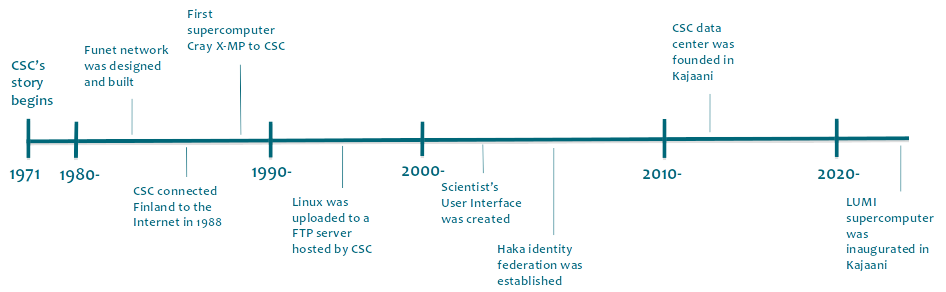 CSC's
story
begins
1971
1980-
Funet network
was designed
and built
CSC connected
Finland to the
Internet in 1988
First
supercomputer
Cray X-MP to CSC
1990-
Linux was
uploaded to a
FTP server
hosted by CSC
2000-
Scientist's
User Interface
was created
Haka identity
federation was
established
2010-
CSC data
center was
founded in
Kajaani
2020-
LUMI
supercomputer
was
inaugurated in
Kajaani